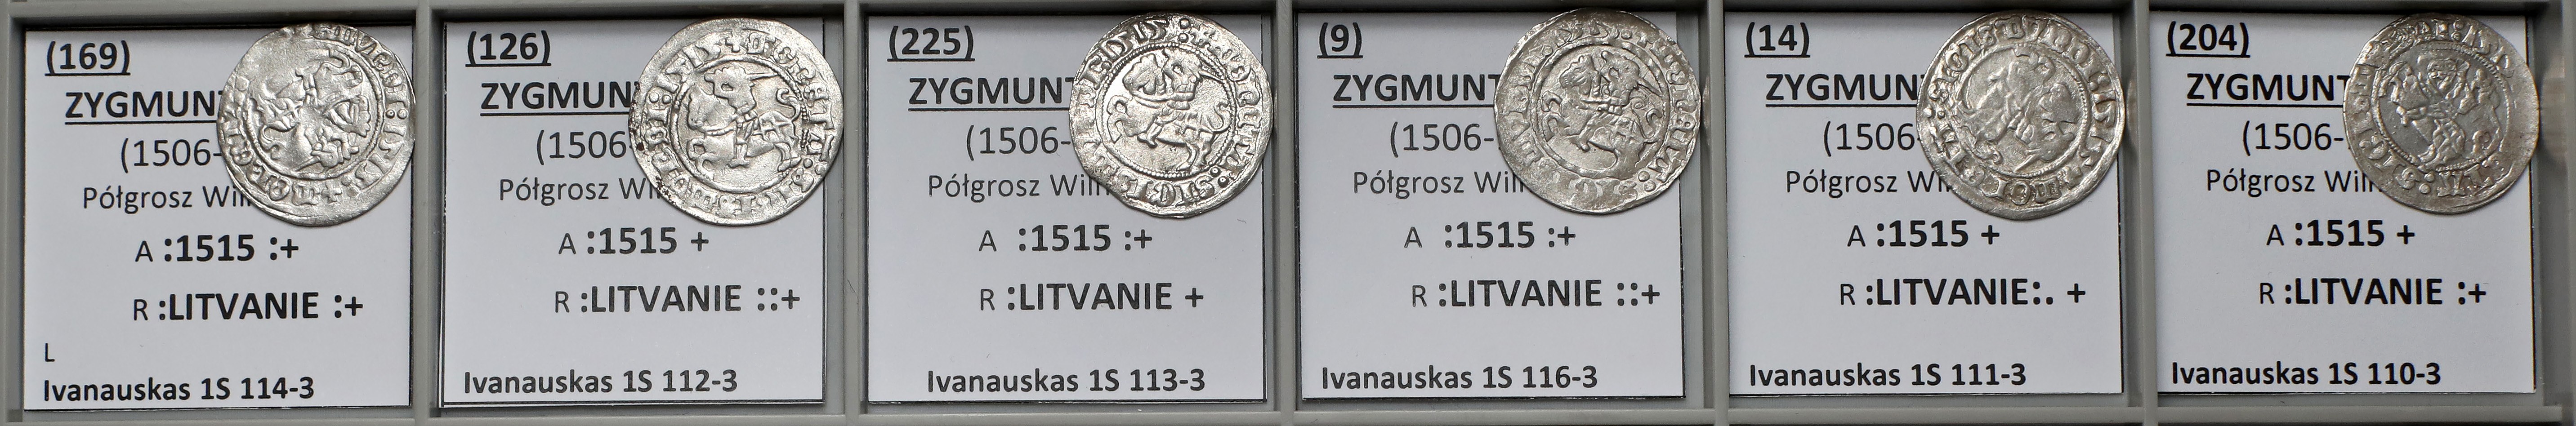 (169)
ZYGMUN
(1506-
Półgrosz Wil
A :1515 :+
R :LITVANIE :+
L
Ivanauskas 1S 114-3
(126)
ZYGMUN
(1506
Półgrosz Wil
A :1515 +
R :LITVANIE ::+
Ivanauskas 1S 112-3
(225)
ZYGMUN
(1506-
Półgrosz Wil
A :1515 :+
R :LITVANIE +
Ivanauskas 1S 113-3
(9)
ZYGMUNT
(1506-
Półgrosz Wil
A :1515 :+
R :LITVANIE ::+
Ivanauskas 1S 116-3
(14)
ZYGMUN
(1506-
Półgrosz Wi
A :1515 +
R :LITVANIE:. +
Ivanauskas 1S 111-3
(204)
ZYGMUNT
(1506-
Półgrosz Wil
A :1515 +
R :LITVANIE :+
Ivanauskas 1S 110-3